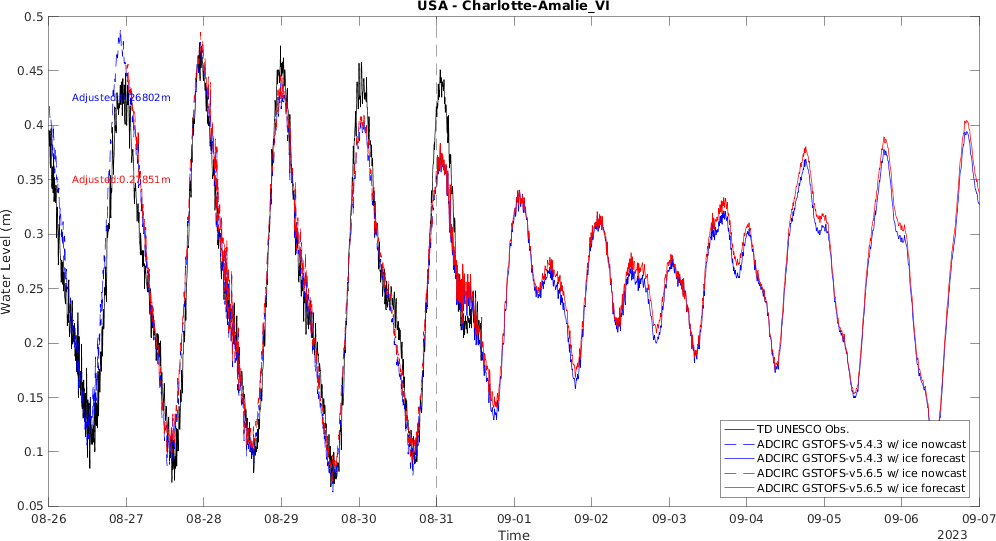 USA - Charlotte-Amalie_VI
0.5
0.45
0.4
0.35
0.3
0.25
0.2
0.15
0.1
0.05
Water Level (m)
Adjusted:0.26802m
Adjusted:0.27851m
TD UNESCO Obs.
ADCIRC GSTOFS-v5.4.3 w/ ice nowcast
ADCIRC GSTOFS-v5.4.3 w/ ice forecast
ADCIRC GSTOFS-v5.6.5 w/ ice nowcast
ADCIRC GSTOFS-v5.6.5 w/ ice forecast
08-26 08-27 08-28 08-29 08-30 08-31 09-01 09-02 09-03 09-04 09-05 09-06 09-07
Time
2023